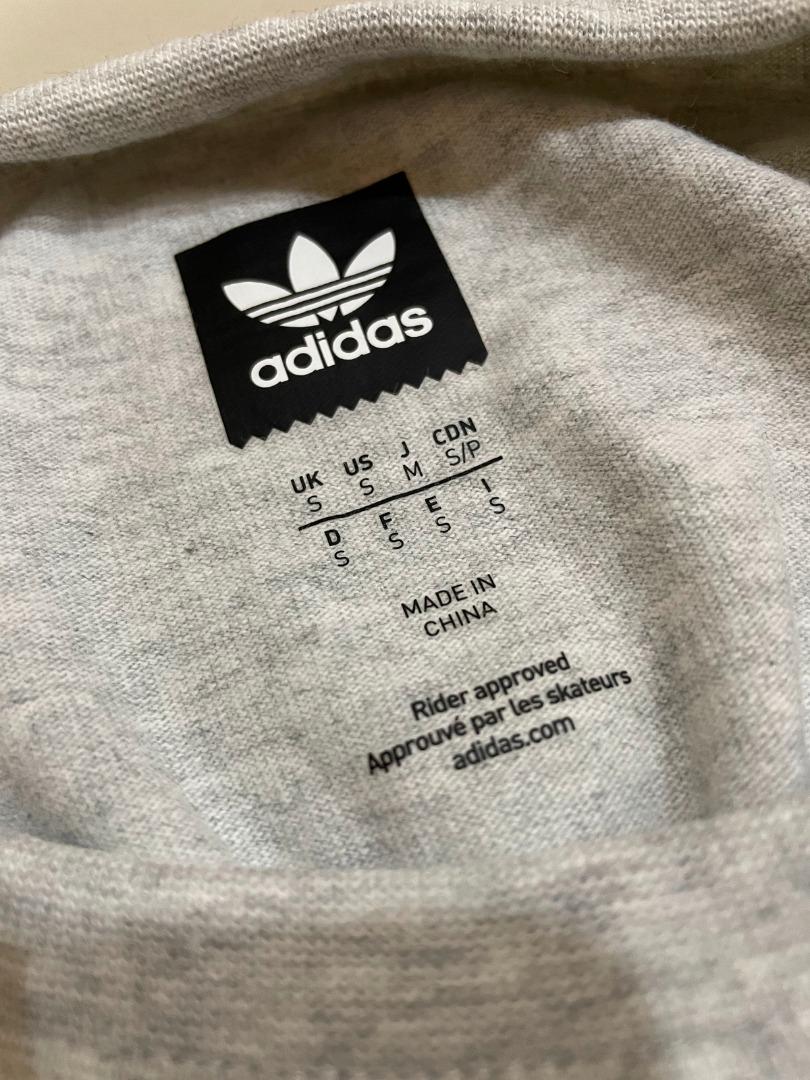 adidas
UK US J CDN
S S M S/P
D F E I
S S S S
MADE IN
CHINA
Rider approved
Approuvé par les skateurs
adidas.com